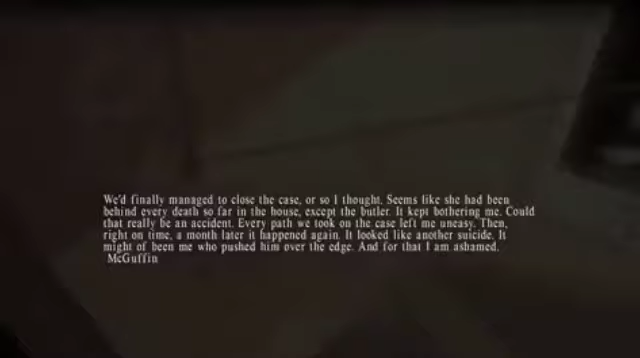 We'd finally managed to close the case, or so I thought. Seems like she had been
behind every death so far in the house, except the butler. It kept bothering me. Could
that really be an accident. Every path we took on the case left me uneasy. Then,
right on time, a month later it happened again. It looked like another suicide. It
might of been me who pushed him over the edge. And for that I am ashamed.
McGuffin